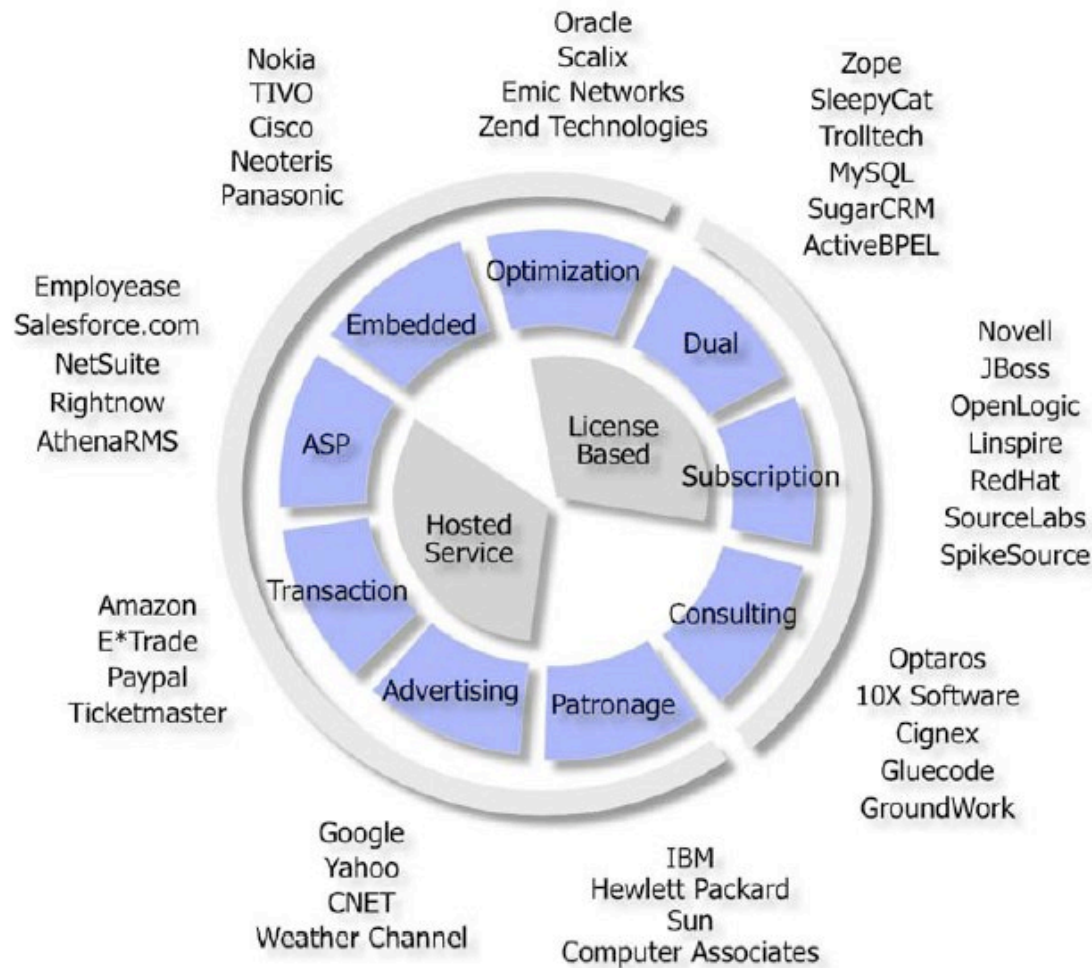 Oracle
Scalix
Emic Networks
Zend Technologies
Nokia
TIVO
Cisco
Neoteris
Panasonic
Zope
SleepyCat
Trolltech
MySQL
SugarCRM
ActiveBPEL
Employease
Salesforce.com
NetSuite
Rightnow
AthenaRMS
Novell
JBoss
OpenLogic
Linspire
RedHat
SourceLabs
SpikeSource
Optimization
Embedded
Dual
ASP
License
Based
Subscription
Hosted
Service
Transaction
Consulting
Advertising
Patronage
Amazon
E*Trade
Paypal
Ticketmaster
Optaros
10X Software
Cignex
Gluecode
GroundWork
Google
Yahoo
CNET
Weather Channel
IBM
Hewlett Packard
Sun
Computer Associates